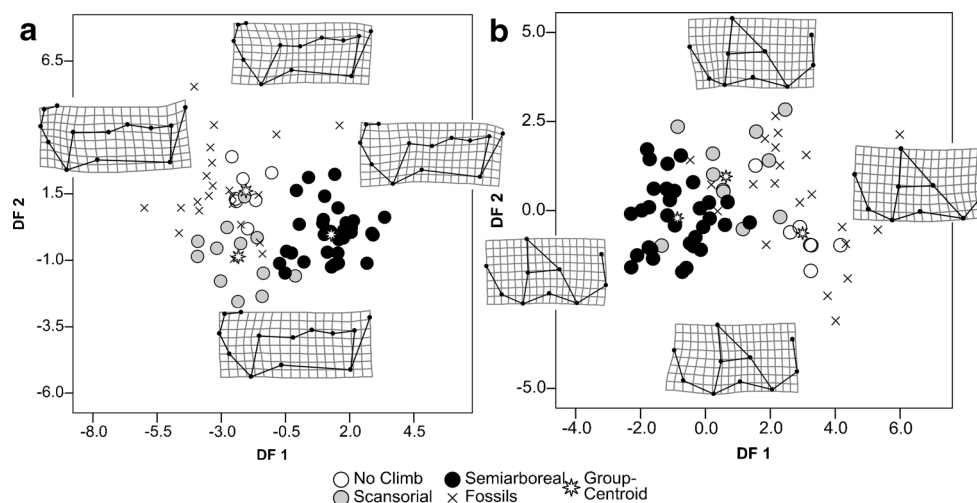 a
DF 2
6.5
1.5
-1.0
-3.5
-6.0
-8.0 -5.5 -3.0 -0.5 2.0 4.5
DF 1
b
DF 2
5.0
2.5
0.0
-5.0
-4.0 -2.0 0.0 2.0 4.0 6.0
DF 1
No Climb Semiarboreal Group-
Scansorial Fossils Centroid